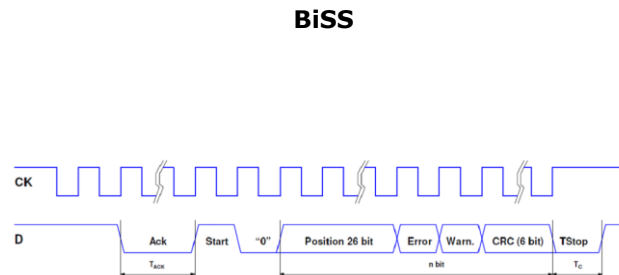 BiSS
CK
D Ack Start "0" Position 26 bit Error Warn. CRC (6 bit) TStop
TACK n bit TC